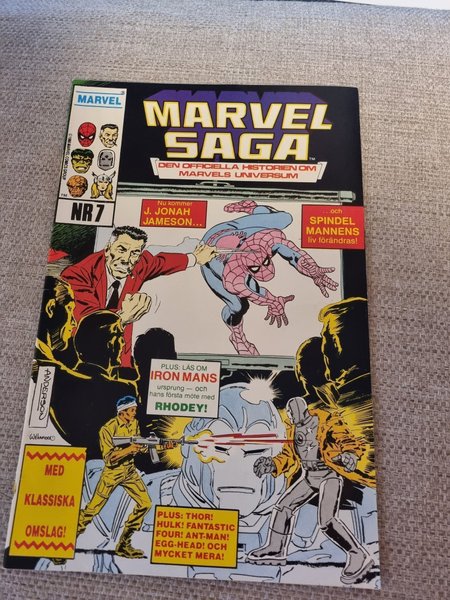 MARVEL
MARVEL
SAGA
TM
DEN OFFICIELLA HISTORIEN OM
MARVELS UNIVERSUM
NR 7
Nu kommer
J. JONAH
JAMESON...
...och
SPINDEL
MANNENS
liv förändras!
PLUS: LÄS OM
IRON MANS
ursprung — och
hans första möte med
RHODEY!
MED
KLASSISKA
OMSLAG!
PLUS: THOR!
HULK! FANTASTIC
FOUR! ANT-MAN!
EGG-HEAD! OCH
MYCKET MERA!